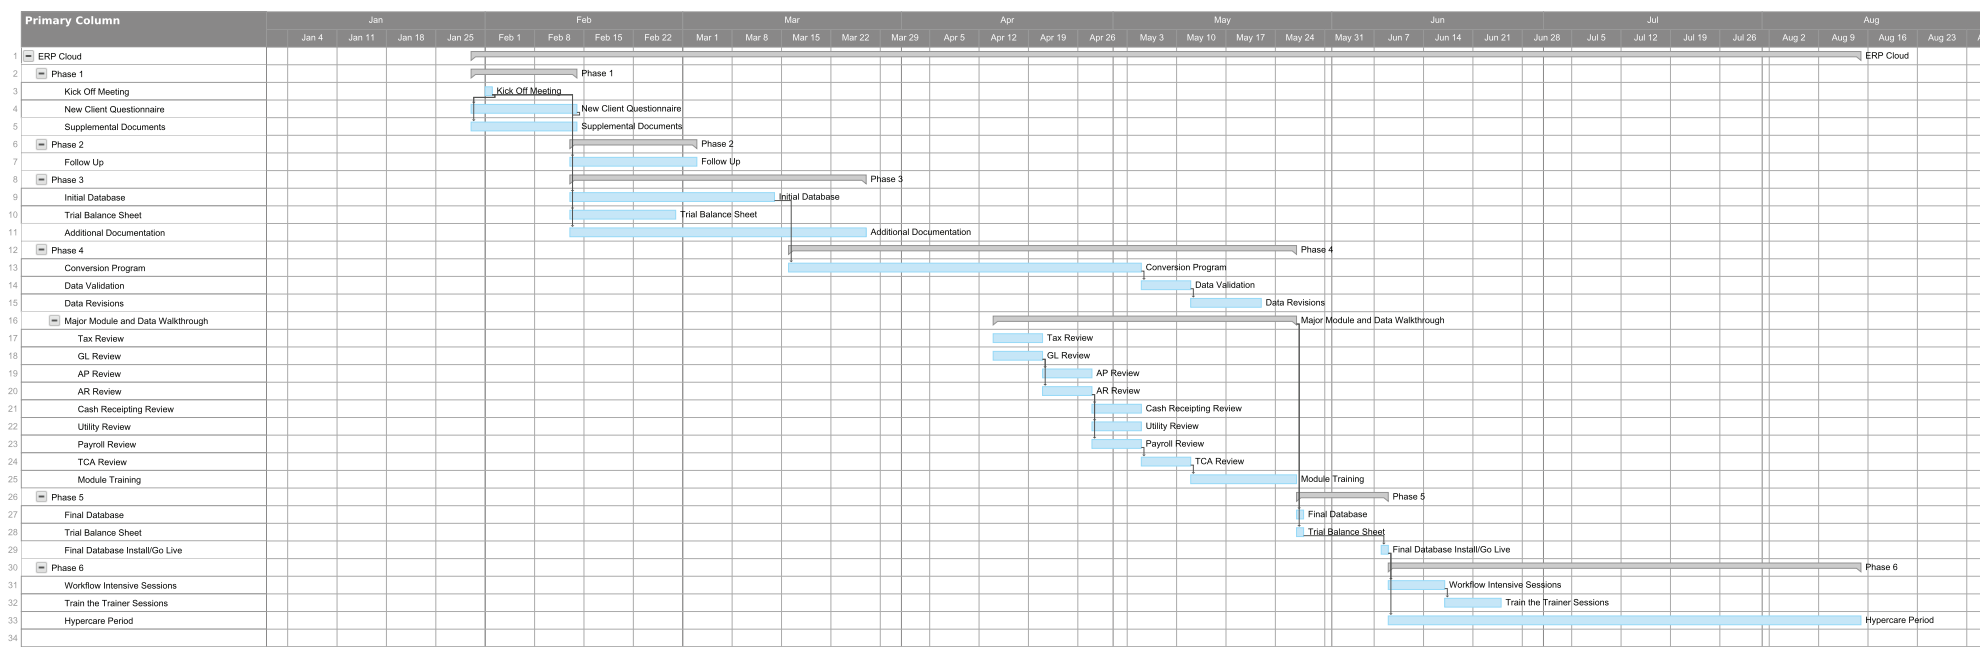 Primary Column Jan Feb Mar Apr May Jun Jul Aug
Jan 4 Jan 11 Jan 18 Jan 25 Feb 1 Feb 8 Feb 15 Feb 22 Mar 1 Mar 8 Mar 15 Mar 22 Mar 29 Apr 5 Apr 12 Apr 19 Apr 26 May 3 May 10 May 17 May 24 May 31 Jun 7 Jun 14 Jun 21 Jun 28 Jul 5 Jul 12 Jul 19 Jul 26 Aug 2 Aug 9 Aug 16 Aug 23
1 ERP Cloud ERP Cloud
2 Phase 1 Phase 1
3 Kick Off Meeting Kick Off Meeting
4 New Client Questionnaire New Client Questionnaire
5 Supplemental Documents Supplemental Documents
6 Phase 2 Phase 2
7 Follow Up Follow Up
8 Phase 3 Phase 3
9 Initial Database Initial Database
10 Trial Balance Sheet Trial Balance Sheet
11 Additional Documentation Additional Documentation
12 Phase 4 Phase 4
13 Conversion Program Conversion Program
14 Data Validation Data Validation
15 Data Revisions Data Revisions
16 Major Module and Data Walkthrough Major Module and Data Walkthrough
17 Tax Review Tax Review
18 GL Review GL Review
19 AP Review AP Review
20 AR Review AR Review
21 Cash Receipting Review Cash Receipting Review
22 Utility Review Utility Review
23 Payroll Review Payroll Review
24 TCA Review TCA Review
25 Module Training Module Training
26 Phase 5 Phase 5
27 Final Database Final Database
28 Trial Balance Sheet Trial Balance Sheet
29 Final Database Install/Go Live Final Database Install/Go Live
30 Phase 6 Phase 6
31 Workflow Intensive Sessions Workflow Intensive Sessions
32 Train the Trainer Sessions Train the Trainer Sessions
33 Hypercare Period Hypercare Period
34